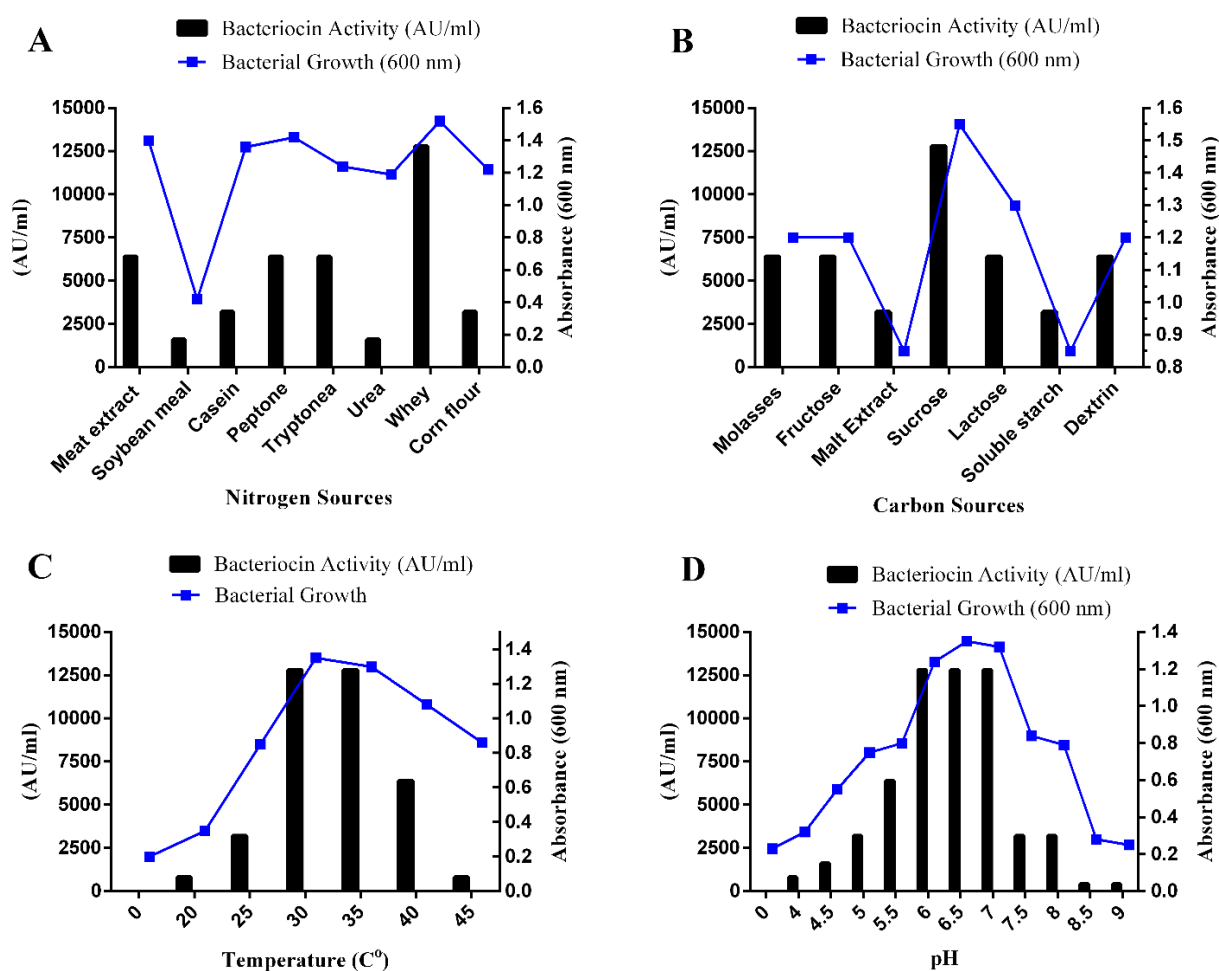 A
Bacteriocin Activity (AU/ml)
Bacterial Growth (600 nm)
15000
12500
10000
7500
5000
2500
0
(AU/ml)
1.6
1.4
1.2
1.0
0.8
0.6
0.4
0.2
0.0
Absorbance (600 nm)
Meat extract
Soybean meal
Casein
Peptone
Tryptonea
Urea
Whey
Corn flour
Nitrogen Sources
B
Bacteriocin Activity (AU/ml)
Bacterial Growth (600 nm)
15000
12500
10000
7500
5000
2500
0
(AU/ml)
1.6
1.5
1.4
1.3
1.2
1.1
1.0
0.9
0.8
Absorbance (600 nm)
Molasses
Fructose
Malt Extract
Sucrose
Lactose
Soluble starch
Dextrin
Carbon Sources
C
Bacteriocin Activity (AU/ml)
Bacterial Growth
15000
12500
10000
7500
5000
2500
0
(AU/ml)
1.4
1.2
1.0
0.8
0.6
0.4
0.2
0.0
Absorbance (600 nm)
0
20
25
30
35
40
45
Temperature (C⁰)
D
Bacteriocin Activity (AU/ml)
Bacterial Growth (600 nm)
15000
12500
10000
7500
5000
2500
0
(AU/ml)
1.4
1.2
1.0
0.8
0.6
0.4
0.2
0.0
Absorbance (600 nm)
0
4
4.5
5
5.5
6
6.5
7
7.5
8
8.5
9
pH